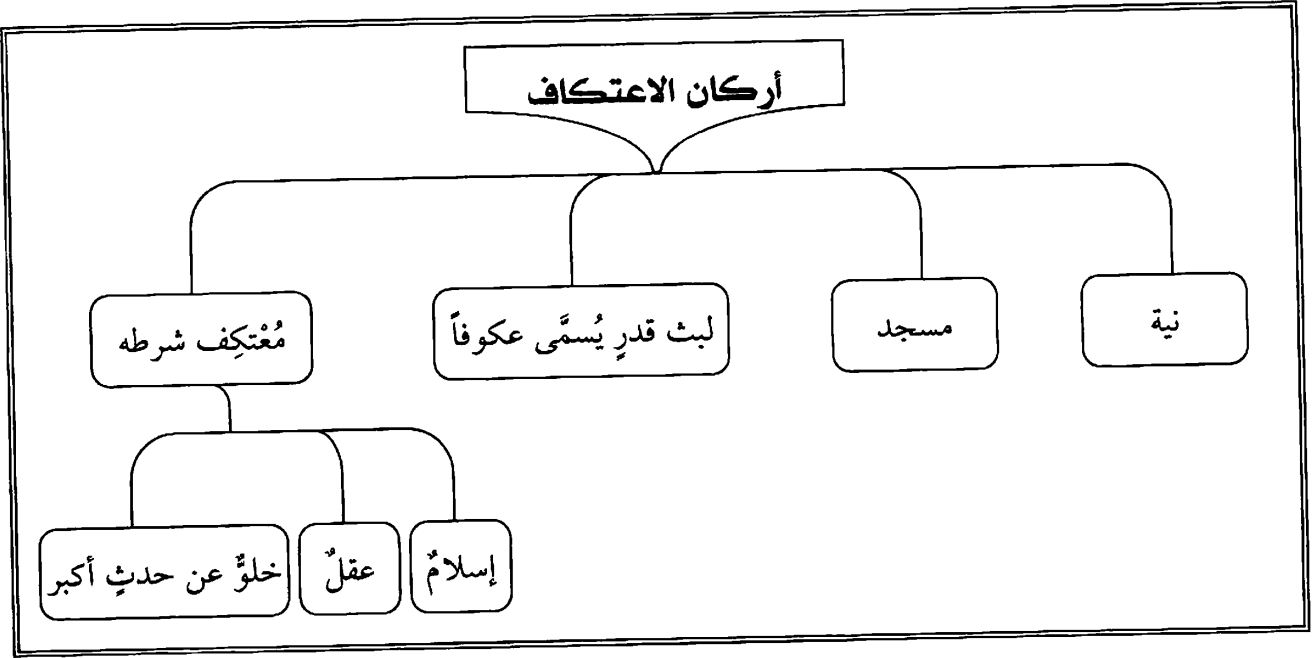 أركان الاعتكاف
نية
مسجد
لبث قدرٍ يُسمَّى عكوفاً
مُعْتكِف شرطه
إسلامٌ
عقلٌ
خلوٌّ عن حدثٍ أكبر